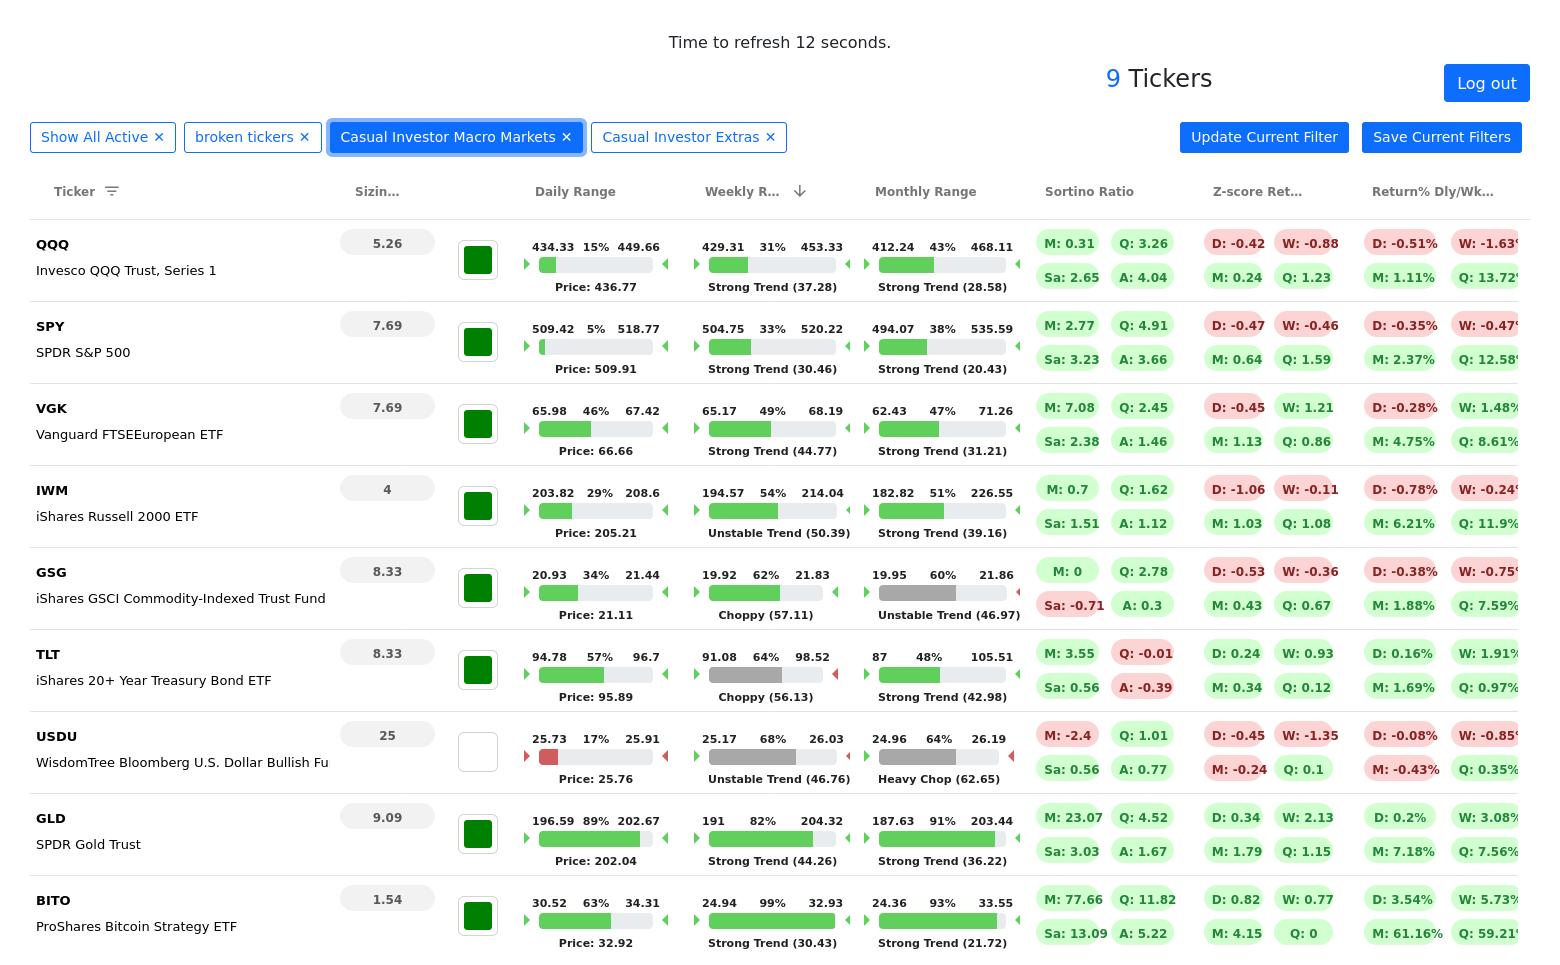 Time to refresh 12 seconds.
9 Tickers
Log out
Show All Active ✕ broken tickers ✕ Casual Investor Macro Markets ✕ Casual Investor Extras ✕ Update Current Filter Save Current Filters
Ticker Sizin... Daily Range Weekly R... Monthly Range Sortino Ratio Z-score Ret... Return% Dly/Wk...
QQQ 5.26 434.33 15% 449.66 429.31 31% 453.33 412.24 43% 468.11 M: 0.31 Q: 3.26 D: -0.42 W: -0.88 D: -0.51% W: -1.63%
Invesco QQQ Trust, Series 1 Price: 436.77 Strong Trend (37.28) Strong Trend (28.58) Sa: 2.65 A: 4.04 M: 0.24 Q: 1.23 M: 1.11% Q: 13.72%
SPY 7.69 509.42 5% 518.77 504.75 33% 520.22 494.07 38% 535.59 M: 2.77 Q: 4.91 D: -0.47 W: -0.46 D: -0.35% W: -0.47%
SPDR S&P 500 Price: 509.91 Strong Trend (30.46) Strong Trend (20.43) Sa: 3.23 A: 3.66 M: 0.64 Q: 1.59 M: 2.37% Q: 12.58%
VGK 7.69 65.98 46% 67.42 65.17 49% 68.19 62.43 47% 71.26 M: 7.08 Q: 2.45 D: -0.45 W: 1.21 D: -0.28% W: 1.48%
Vanguard FTSEEuropean ETF Price: 66.66 Strong Trend (44.77) Strong Trend (31.21) Sa: 2.38 A: 1.46 M: 1.13 Q: 0.86 M: 4.75% Q: 8.61%
IWM 4 203.82 29% 208.6 194.57 54% 214.04 182.82 51% 226.55 M: 0.7 Q: 1.62 D: -1.06 W: -0.11 D: -0.78% W: -0.24%
iShares Russell 2000 ETF Price: 205.21 Unstable Trend (50.39) Strong Trend (39.16) Sa: 1.51 A: 1.12 M: 1.03 Q: 1.08 M: 6.21% Q: 11.9%
GSG 8.33 20.93 34% 21.44 19.92 62% 21.83 19.95 60% 21.86 M: 0 Q: 2.78 D: -0.53 W: -0.36 D: -0.38% W: -0.75%
iShares GSCI Commodity-Indexed Trust Fund Price: 21.11 Choppy (57.11) Unstable Trend (46.97) Sa: -0.71 A: 0.3 M: 0.43 Q: 0.67 M: 1.88% Q: 7.59%
TLT 8.33 94.78 57% 96.7 91.08 64% 98.52 87 48% 105.51 M: 3.55 Q: -0.01 D: 0.24 W: 0.93 D: 0.16% W: 1.91%
iShares 20+ Year Treasury Bond ETF Price: 95.89 Choppy (56.13) Strong Trend (42.98) Sa: 0.56 A: -0.39 M: 0.34 Q: 0.12 M: 1.69% Q: 0.97%
USDU 25 25.73 17% 25.91 25.17 68% 26.03 24.96 64% 26.19 M: -2.4 Q: 1.01 D: -0.45 W: -1.35 D: -0.08% W: -0.85%
WisdomTree Bloomberg U.S. Dollar Bullish Fu Price: 25.76 Unstable Trend (46.76) Heavy Chop (62.65) Sa: 0.56 A: 0.77 M: -0.24 Q: 0.1 M: -0.43% Q: 0.35%
GLD 9.09 196.59 89% 202.67 191 82% 204.32 187.63 91% 203.44 M: 23.07 Q: 4.52 D: 0.34 W: 2.13 D: 0.2% W: 3.08%
SPDR Gold Trust Price: 202.04 Strong Trend (44.26) Strong Trend (36.22) Sa: 3.03 A: 1.67 M: 1.79 Q: 1.15 M: 7.18% Q: 7.56%
BITO 1.54 30.52 63% 34.31 24.94 99% 32.93 24.36 93% 33.55 M: 77.66 Q: 11.82 D: 0.82 W: 0.77 D: 3.54% W: 5.73%
ProShares Bitcoin Strategy ETF Price: 32.92 Strong Trend (30.43) Strong Trend (21.72) Sa: 13.09 A: 5.22 M: 4.15 Q: 0 M: 61.16% Q: 59.21%